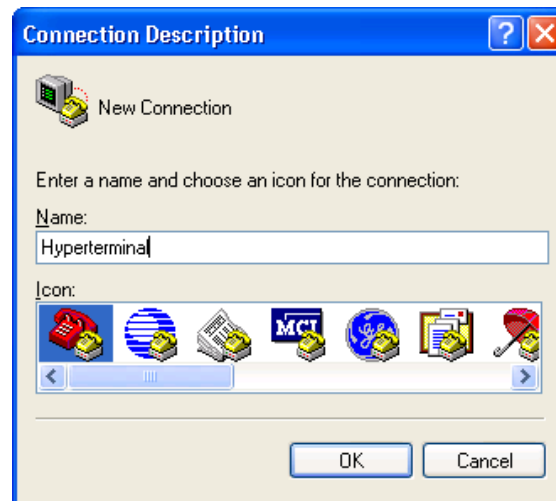 Connection Description
New Connection
Enter a name and choose an icon for the connection:
Name:
Hyperterminal
Icon:
MCI
OK
Cancel